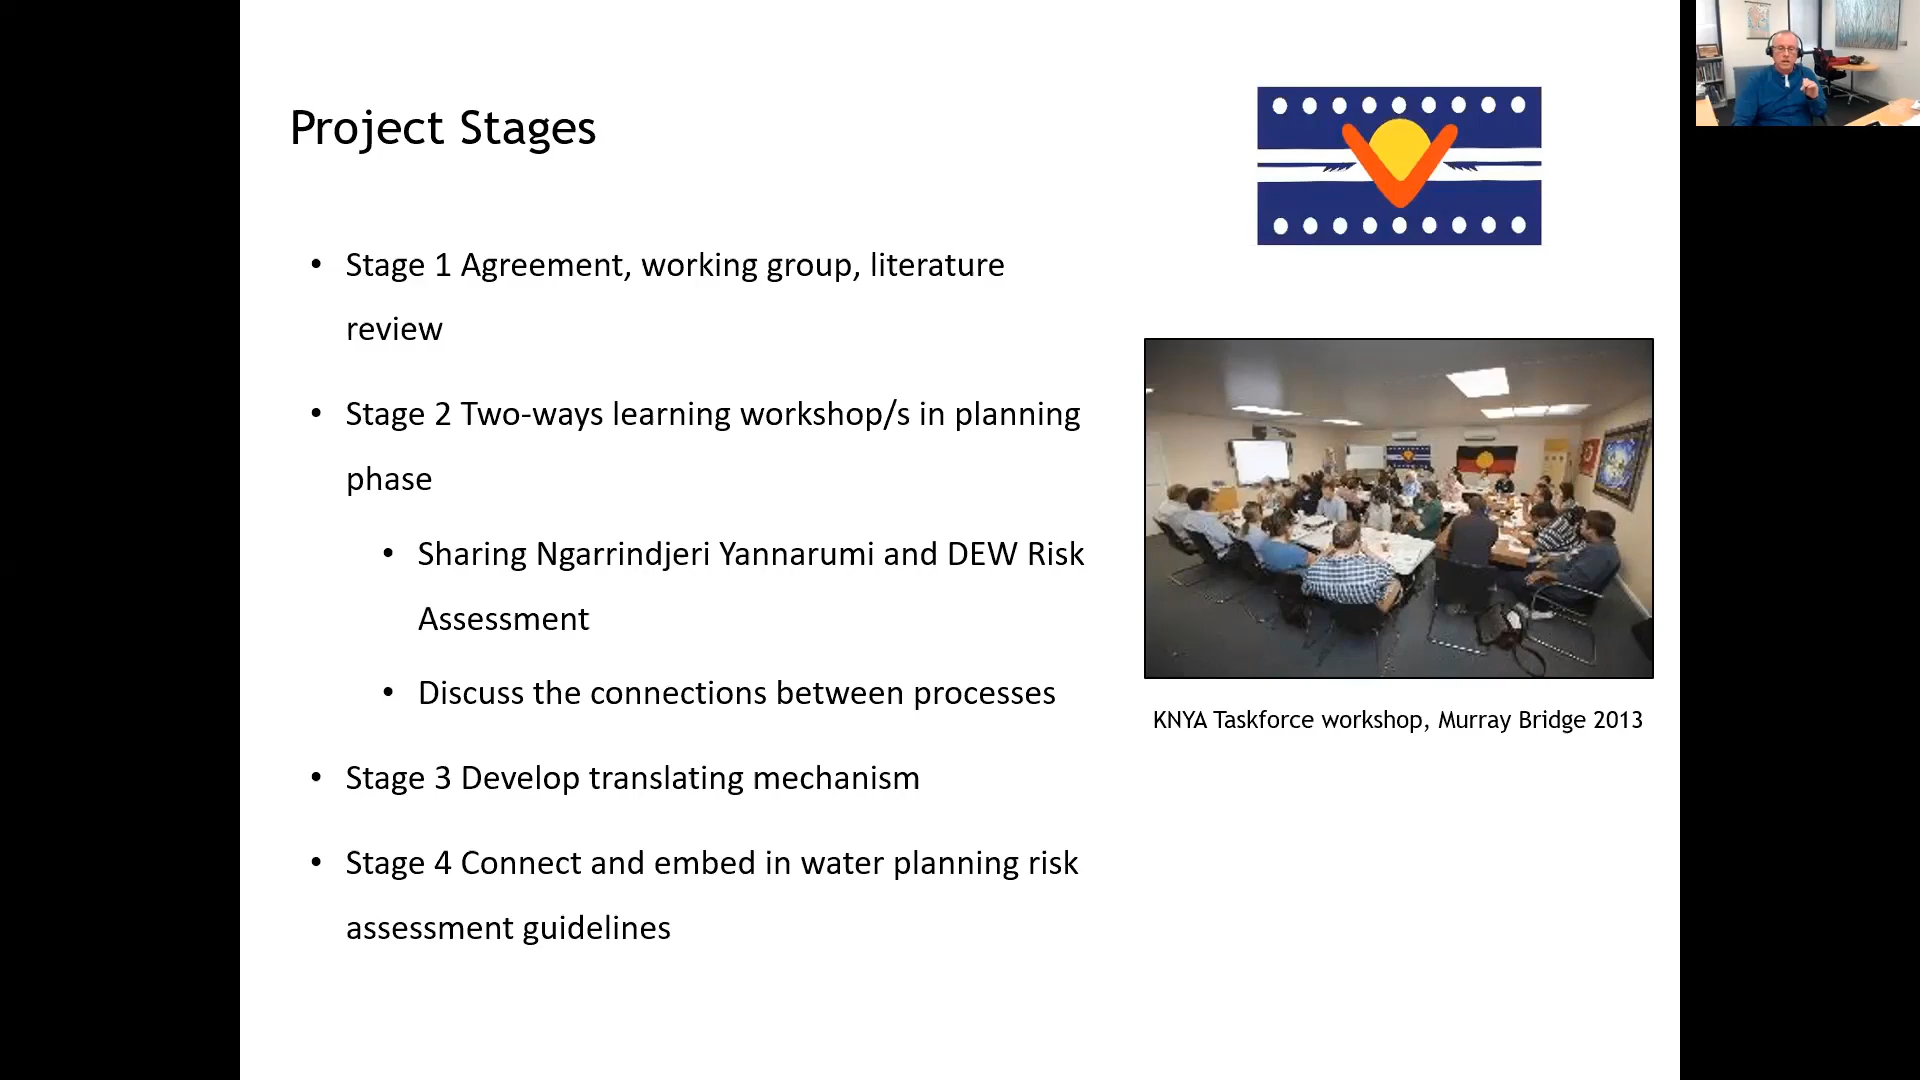 Project Stages
• Stage 1 Agreement, working group, literature
review
• Stage 2 Two-ways learning workshop/s in planning
phase
• Sharing Ngarrindjeri Yannarumi and DEW Risk
Assessment
• Discuss the connections between processes
• Stage 3 Develop translating mechanism
• Stage 4 Connect and embed in water planning risk
assessment guidelines
KNYA Taskforce workshop, Murray Bridge 2013